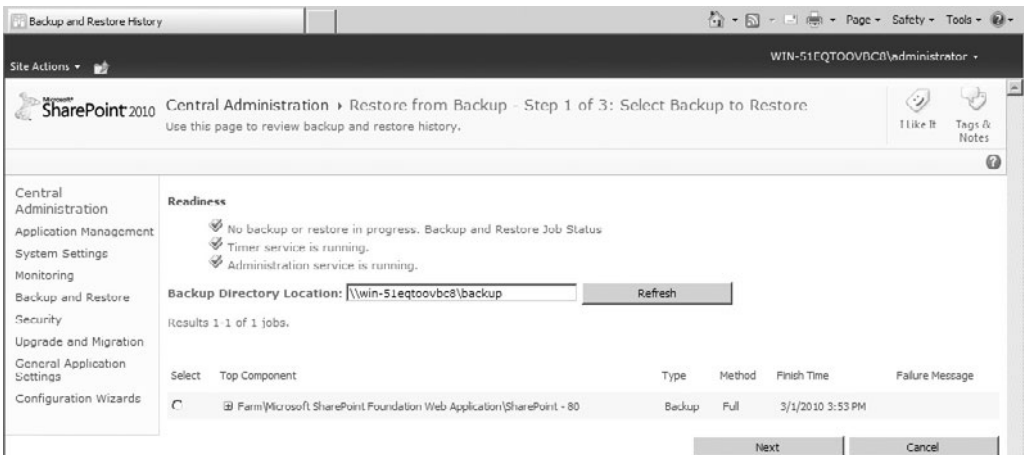 Backup and Restore History
Page
Safety
Tools
Site Actions
WIN-51EQTOOVBC8\administrator
Microsoft
SharePoint 2010
Central Administration
Restore from Backup - Step 1 of 3: Select Backup to Restore
Use this page to review backup and restore history.
I Like It
Tags & Notes
Central Administration
Application Management
System Settings
Monitoring
Backup and Restore
Security
Upgrade and Migration
General Application Settings
Configuration Wizards
Readiness
No backup or restore in progress. Backup and Restore Job Status
Timer service is running.
Administration service is running.
Backup Directory Location: \\win-51eqtoovbc8\backup
Refresh
Results 1-1 of 1 jobs.
Select Top Component Type Method Finish Time Failure Message
Farm\Microsoft SharePoint Foundation Web Application\SharePoint - 80 Backup Full 3/1/2010 3:53 PM
Next Cancel